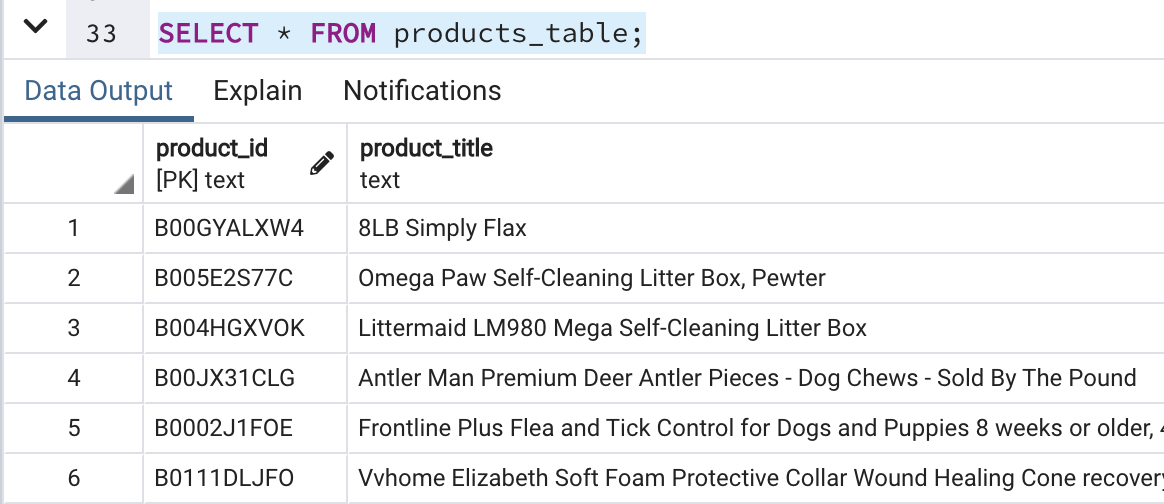 33 SELECT * FROM products_table;
Data Output Explain Notifications
product_id product_title
[PK] text text
1 B00GYALXW4 8LB Simply Flax
2 B005E2S77C Omega Paw Self-Cleaning Litter Box, Pewter
3 B004HGXVOK Littermaid LM980 Mega Self-Cleaning Litter Box
4 B00JX31CLG Antler Man Premium Deer Antler Pieces - Dog Chews - Sold By The Pound
5 B0002J1FOE Frontline Plus Flea and Tick Control for Dogs and Puppies 8 weeks or older,
6 B0111DLJFO Vvhome Elizabeth Soft Foam Protective Collar Wound Healing Cone recovery